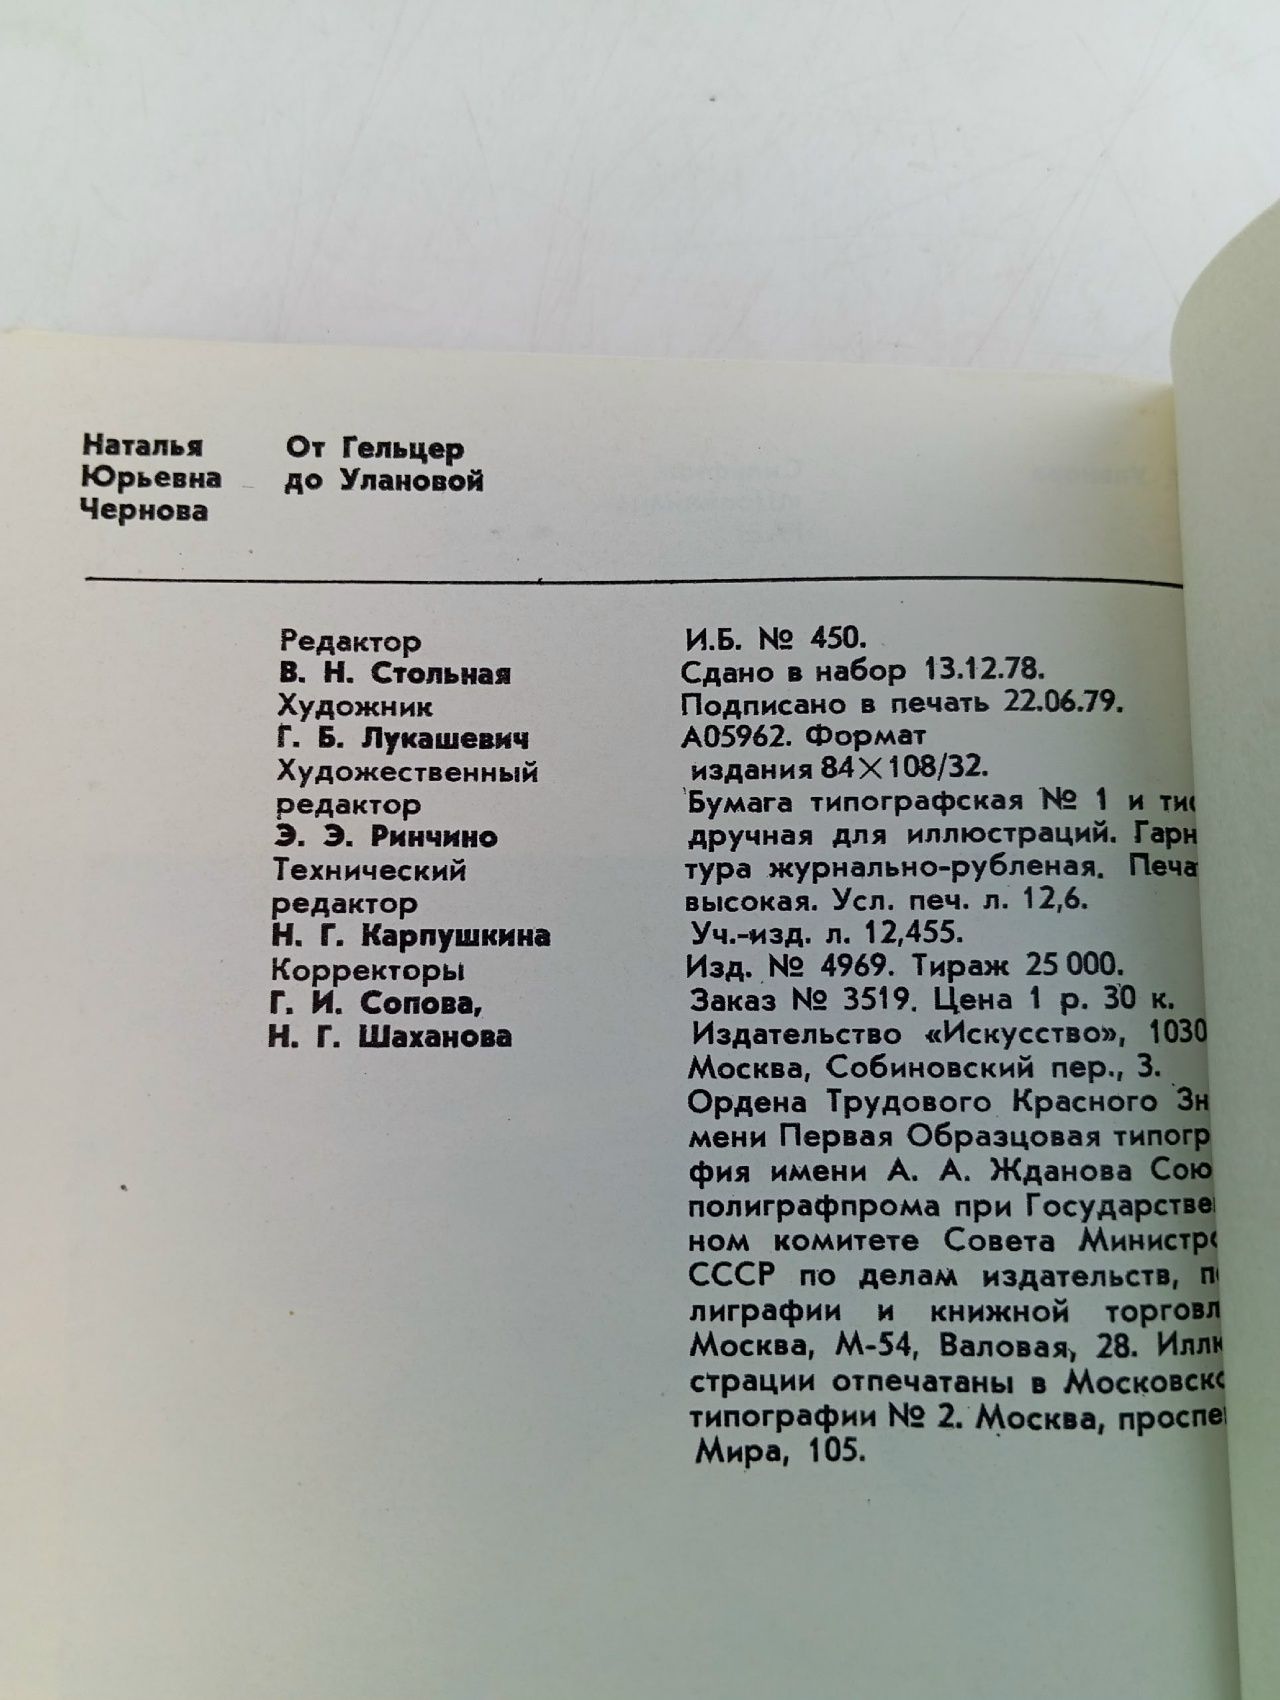 Наталья
Юрьевна
Чернова
От Гельцер
до Улановой
Редактор
В. Н. Стольная
Художник
Г. Б. Лукашевич
Художественный
редактор
Э. Э. Ринчино
Технический
редактор
Н. Г. Карпушкина
Корректоры
Г. И. Сопова,
Н. Г. Шаханова
И.Б. № 450.
Сдано в набор 13.12.78.
Подписано в печать 22.06.79.
А05962. Формат
издания 84×108/32.
Бумага типографская № 1 и ти
дручная для иллюстраций. Гарн
тура журнально-рубленая. Печа
высокая. Усл. печ. л. 12,6.
Уч.-изд. л. 12,455.
Изд. № 4969. Тираж 25 000.
Заказ № 3519. Цена 1 р. 30 к.
Издательство «Искусство», 1030
Москва, Собиновский пер., 3.
Ордена Трудового Красного Зн
мени Первая Образцовая типогр
фия имени А. А. Жданова Сою
полиграфпрома при Государстве
ном комитете Совета Министро
СССР по делам издательств, п
лиграфии и книжной торговл
Москва, М-54, Валовая, 28. Илл
страции отпечатаны в Московско
типографии № 2. Москва, проспе
Мира, 105.